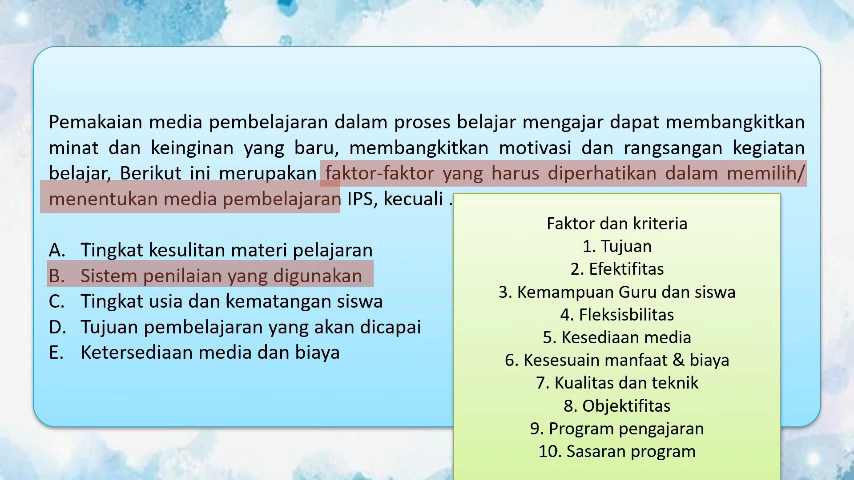 Pemakaian media pembelajaran dalam proses belajar mengajar dapat membangkitkan
minat dan keinginan yang baru, membangkitkan motivasi dan rangsangan kegiatan
belajar, Berikut ini merupakan faktor-faktor yang harus diperhatikan dalam memilih/
menentukan media pembelajaran IPS, kecuali .
A. Tingkat kesulitan materi pelajaran
B. Sistem penilaian yang digunakan
C. Tingkat usia dan kematangan siswa
D. Tujuan pembelajaran yang akan dicapai
E. Ketersediaan media dan biaya
Faktor dan kriteria
1. Tujuan
2. Efektifitas
3. Kemampuan Guru dan siswa
4. Fleksisbilitas
5. Kesediaan media
6. Kesesuain manfaat & biaya
7. Kualitas dan teknik
8. Objektifitas
9. Program pengajaran
10. Sasaran program